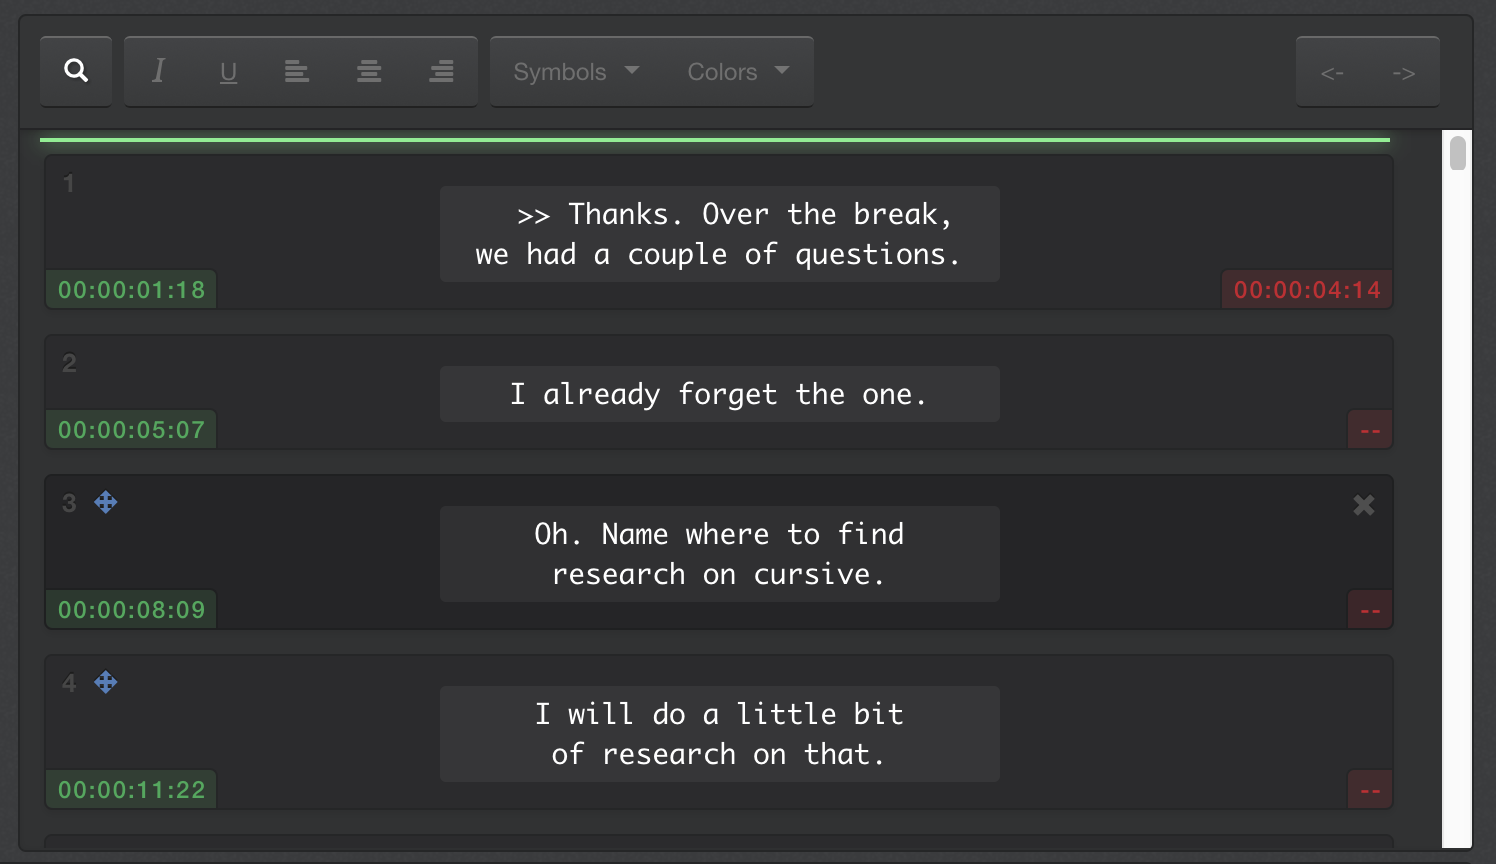 I U Symbols Colors <- ->
1
>> Thanks. Over the break,
we had a couple of questions.
00:00:01:18 00:00:04:14
2
I already forget the one.
00:00:05:07 --
3
Oh. Name where to find
research on cursive.
00:00:08:09 --
4
I will do a little bit
of research on that.
00:00:11:22 --